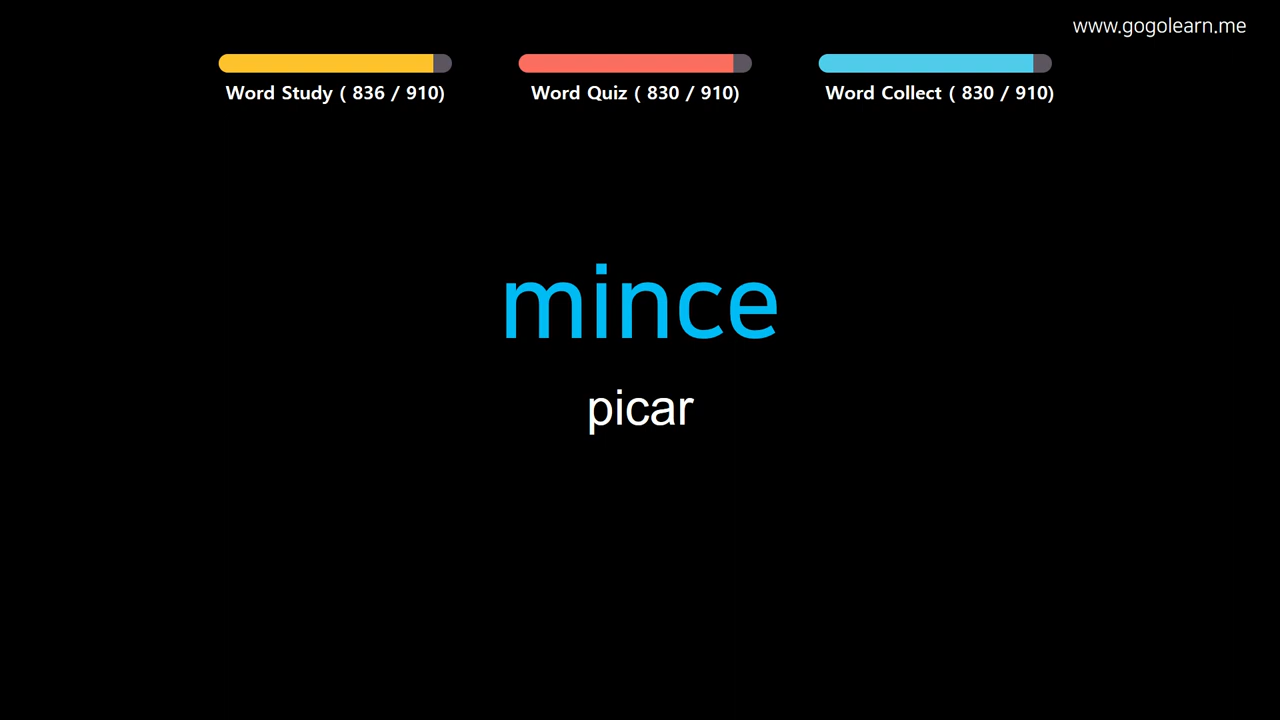 www.gogolearn.me
Word Study ( 836 / 910)
Word Quiz ( 830 / 910)
Word Collect ( 830 / 910)
mince
picar